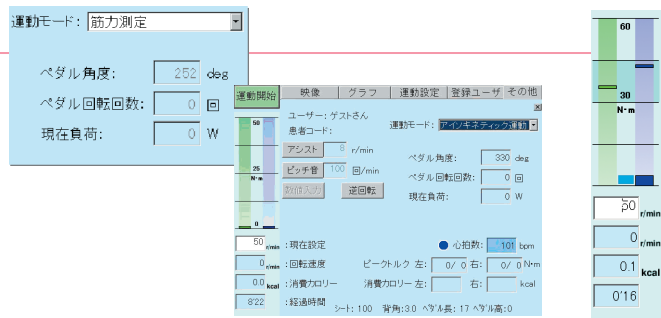 運動モード: 筋力測定
ペダル角度: 252 deg
ペダル回転回数: 0 回
現在負荷: 0 W
運動開始 映像 グラフ 運動設定 登録ユーザ その他
ユーザー: ゲストさん
患者コード:
運動モード: アイソキネティック運動
アシスト 8 r/min
ピッチ音 100 回/min
数値入力 逆回転
ペダル角度: 330 deg
ペダル回転回数: 0 回
現在負荷: 0 W
50
25
N·m
0
50 r/min :現在設定
心拍数: 101 bpm
0 r/min :回転速度 ピークトルク 左: 0/ 0 右: 0/ 0 N·m
0.0 kcal :消費カロリー 消費カロリー 左: 右: kcal
8'22 :経過時間
シート: 100 背角:30 ペダル長: 17 ペダル高:0
60
30
N·m
50 r/min
0 r/min
0.1 kcal
0'16